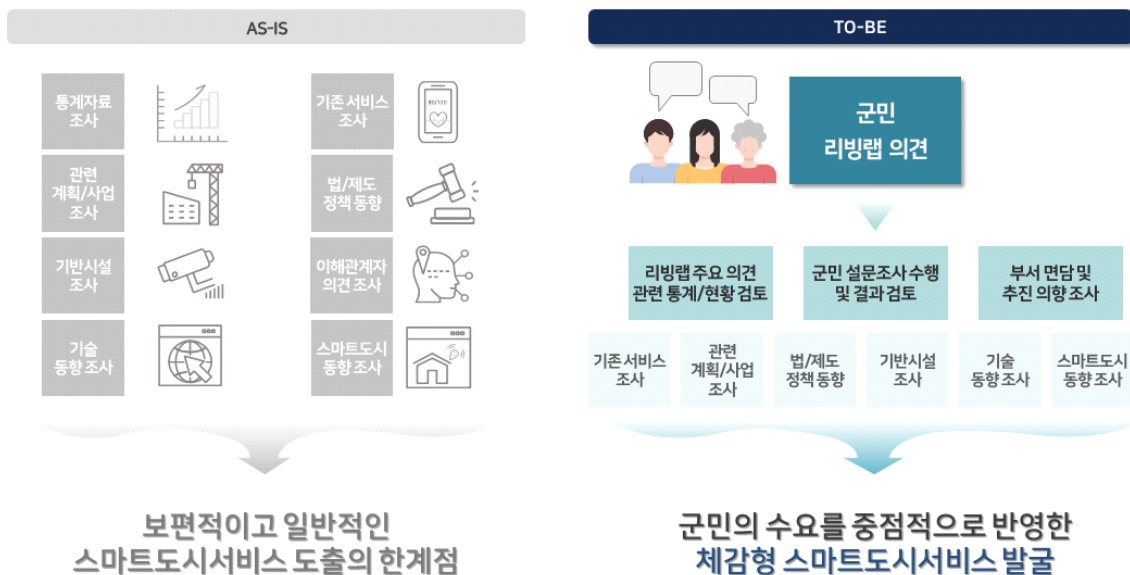 AS-IS
통계자료
조사
기존 서비스
조사
80/120
관련
계획/사업
조사
법/제도
정책 동향
기반시설
조사
이해관계자
의견 조사
기술
동향 조사
스마트도시
동향 조사
보편적이고 일반적인
스마트도시서비스 도출의 한계점
TO-BE
군민
리빙랩 의견
리빙랩 주요 의견
관련 통계/현황 검토
군민 설문조사 수행
및 결과 검토
부서 면담 및
추진 의향 조사
기존 서비스
조사
관련
계획/사업
조사
법/제도
정책 동향
기반시설
조사
기술
동향 조사
스마트도시
동향 조사
군민의 수요를 중점적으로 반영한
체감형 스마트도시서비스 발굴